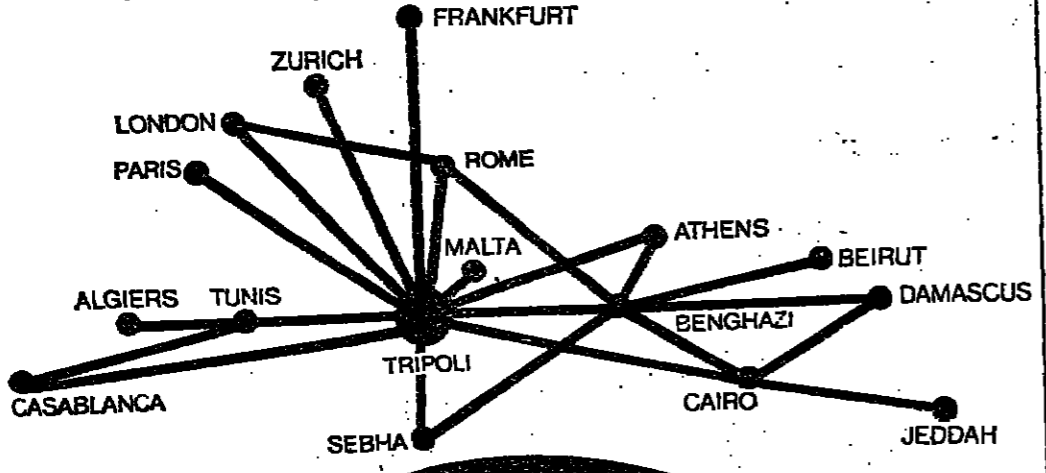 FRANKFURT
ZURICH
LONDON
PARIS
ROME
ATHENS
MALTA
BEIRUT
ALGIERS
TUNIS
DAMASCUS
BENGHAZI
TRIPOLI
CASABLANCA
CAIRO
SEBHA
JEDDAH